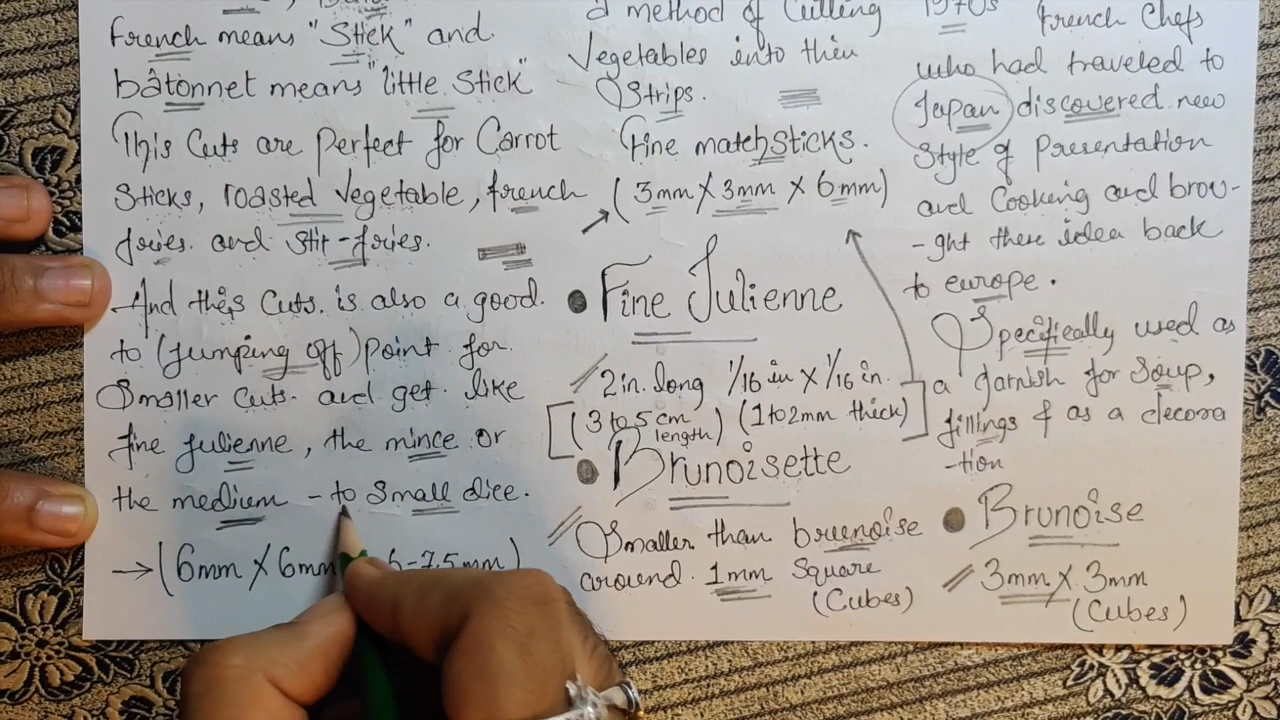 French means "Stick" and
bâtonnet means "little Stick"
This Cuts are perfect for Carrot
Sticks, roasted vegetable, french
fries. and Stir-fries.
And this Cuts. is also a good.
to (Jumping off) point for.
Smaller Cuts. and get. like
fine julienne, the mince or
the medium - to Small dice.
(6mm X 6mm 6-7.5mm)
a method of Cutting
Vegetables into thin
Strips.
Fine matchsticks.
(3mm X 3mm X 6mm)
Fine Julienne
2in. long 1/16 in X 1/16 in.
(3 to 5 cm length) (1 to 2mm thick)
Brunoisette
Smaller than bruenoise
around. 1mm Square
(Cubes)
1970s French Chefs
who had traveled to
Japan discovered new
Style of Presentation
and Cooking and brou-
-ght there idea back
to europe.
Specifically used as
a garnish for Soup,
fillings & as a decora
-tion
Brunoise
3mm X 3mm
(Cubes)